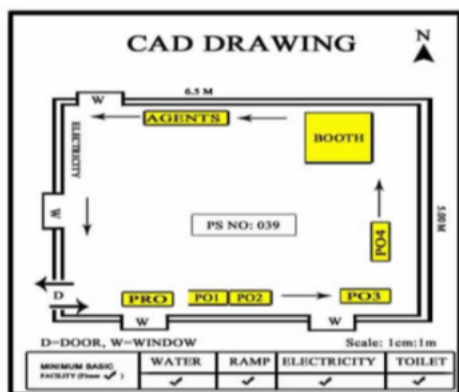 CAD DRAWING
N
6.5 M
W
AGENTS
BOOTH
ELECTRICITY
W
PS NO: 039
5.00M
PO4
D
PRO
PO1
PO2
PO3
W
W
D=DOOR, W=WINDOW
Scale: 1cm:1m
MINIMUM BASIC
FACILITY (Please ✓)
WATER
RAMP
ELECTRICITY
TOILET
✓
✓
✓
✓